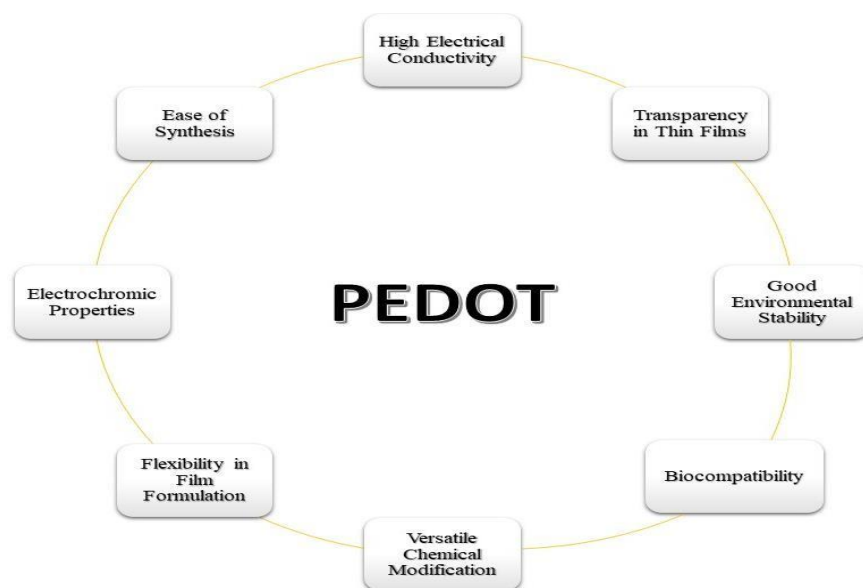 High Electrical
Conductivity
Ease of
Synthesis
Transparency
in Thin Films
Electrochromic
Properties
PEDOT
Good
Environmental
Stability
Flexibility in
Film
Formulation
Biocompatibility
Versatile
Chemical
Modification